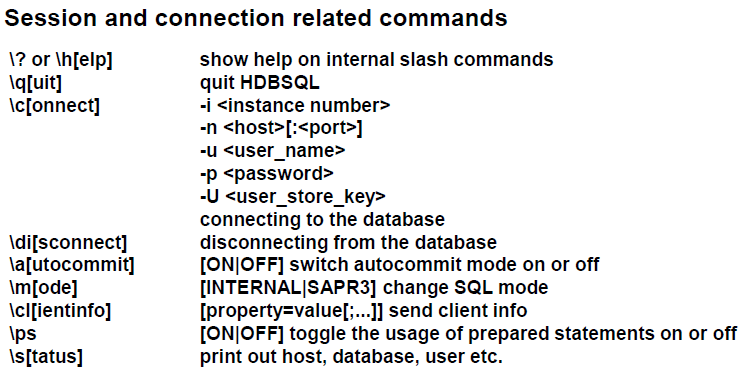 Session and connection related commands
\? or \h[elp] show help on internal slash commands
\q[uit] quit HDBSQL
\c[onnect] -i <instance number>
-n <host>[:<port>]
-u <user_name>
-p <password>
-U <user_store_key>
connecting to the database
\di[sconnect] disconnecting from the database
\a[utocommit] [ON|OFF] switch autocommit mode on or off
\m[ode] [INTERNAL|SAPR3] change SQL mode
\cl[ientinfo] [property=value[;...]] send client info
\ps [ON|OFF] toggle the usage of prepared statements on or off
\s[tatus] print out host, database, user etc.